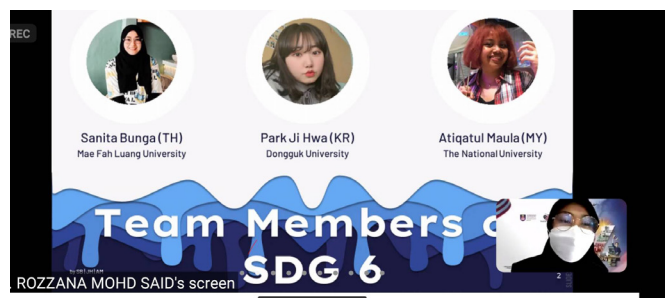 REC
Sanita Bunga (TH)
Mae Fah Luang University
Park Ji Hwa (KR)
Dongguk University
Atiqatul Maula (MY)
The National University
Team Members
SDG 6
. ROZZANA MOHD SAID's screen
2